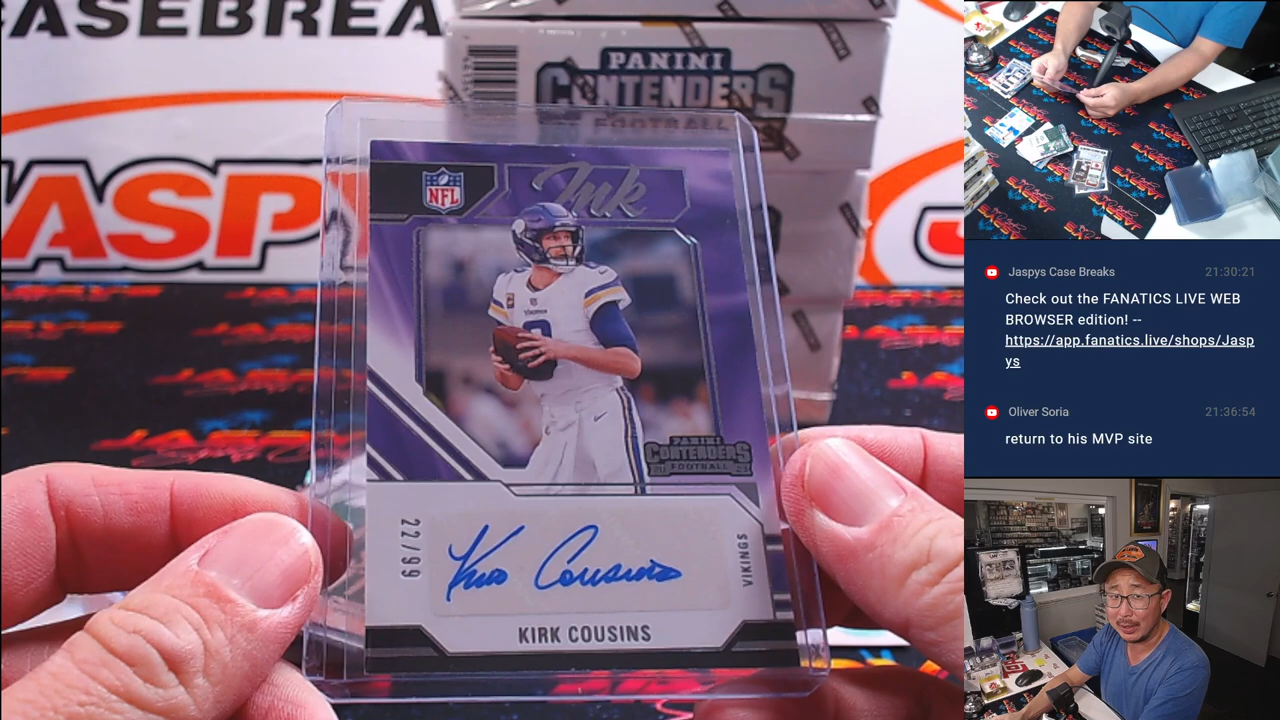 CASEBREA
PANINI
CONTENDERS
FOOTBALL
JASP
J
NFL
Ink
PANINI
CONTENDERS
20 FOOTBALL 23
22/99
Kirk Cousins
VIKINGS
KIRK COUSINS
Jaspys Case Breaks 21:30:21
Check out the FANATICS LIVE WEB
BROWSER edition! --
https://app.fanatics.live/shops/Jasp
ys
Oliver Soria 21:36:54
return to his MVP site